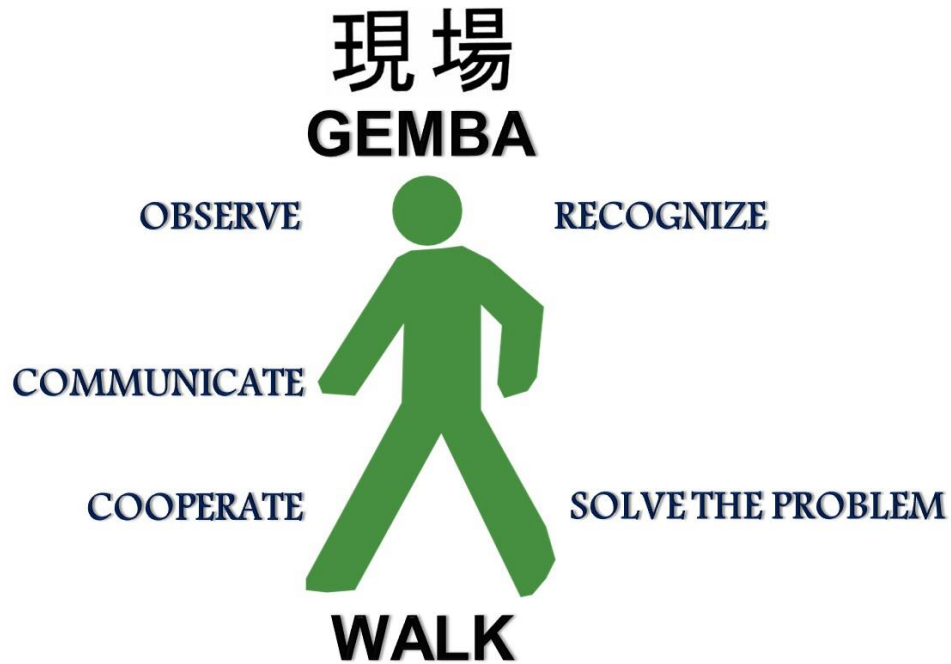 現場
GEMBA
OBSERVE
RECOGNIZE
COMMUNICATE
COOPERATE
SOLVE THE PROBLEM
WALK